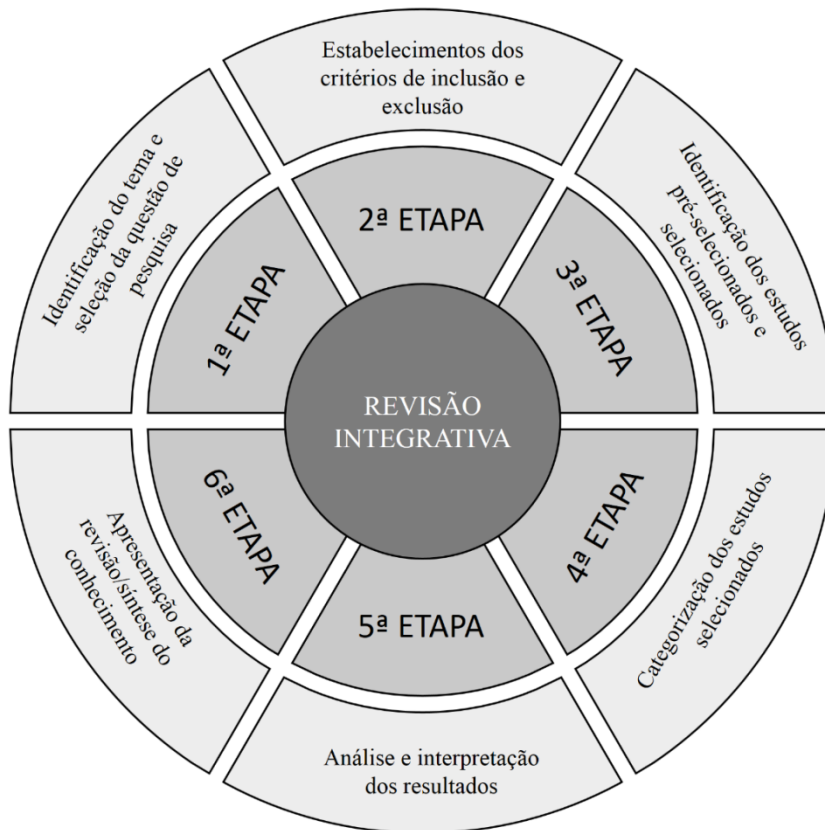 REVISÃO
INTEGRATIVA
1ª ETAPA
Identificação do tema e
seleção da questão de
pesquisa
2ª ETAPA
Estabelecimentos dos
critérios de inclusão e
exclusão
3ª ETAPA
Identificação dos estudos
pré-selecionados e
selecionados
4ª ETAPA
Categorização dos estudos
selecionados
5ª ETAPA
Análise e interpretação
dos resultados
6ª ETAPA
Apresentação da
revisão/síntese do
conhecimento